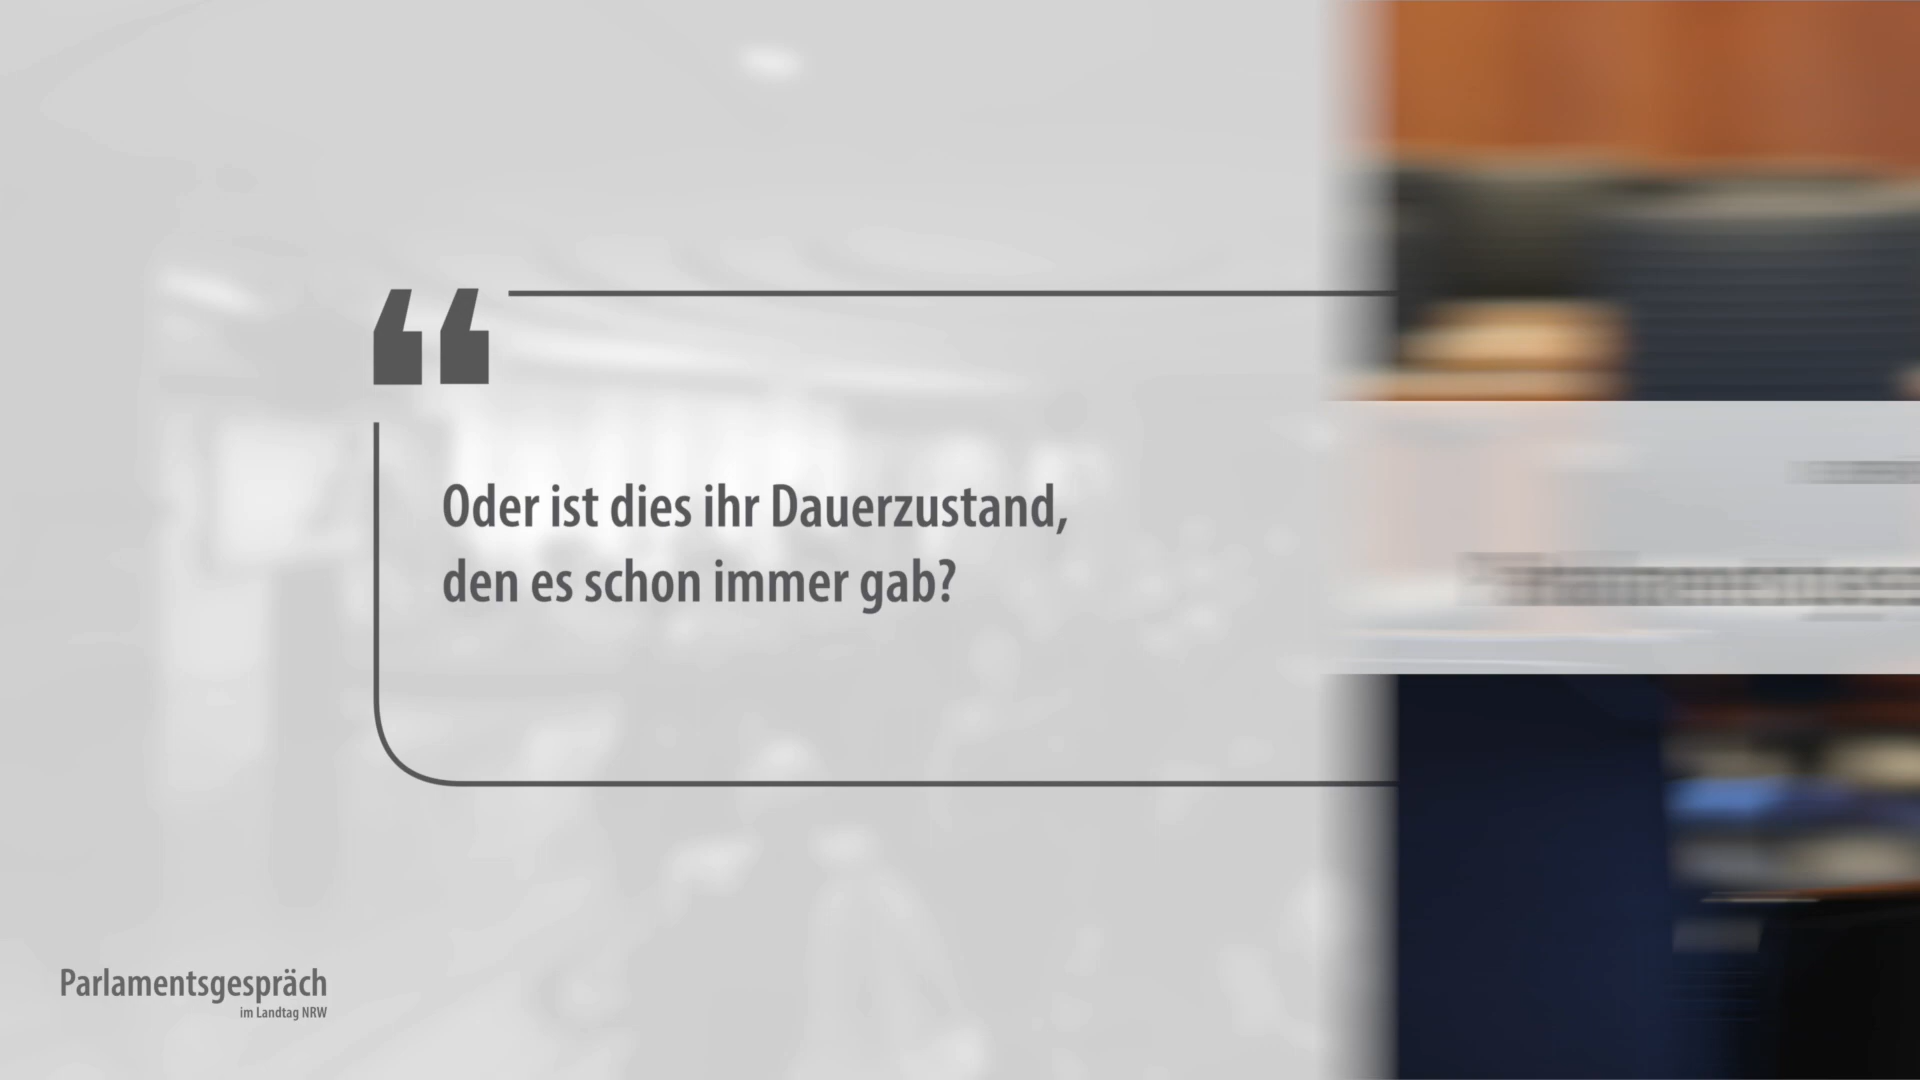 Oder ist dies ihr Dauerzustand,
den es schon immer gab?
Parlamentsgespräch
im Landtag NRW